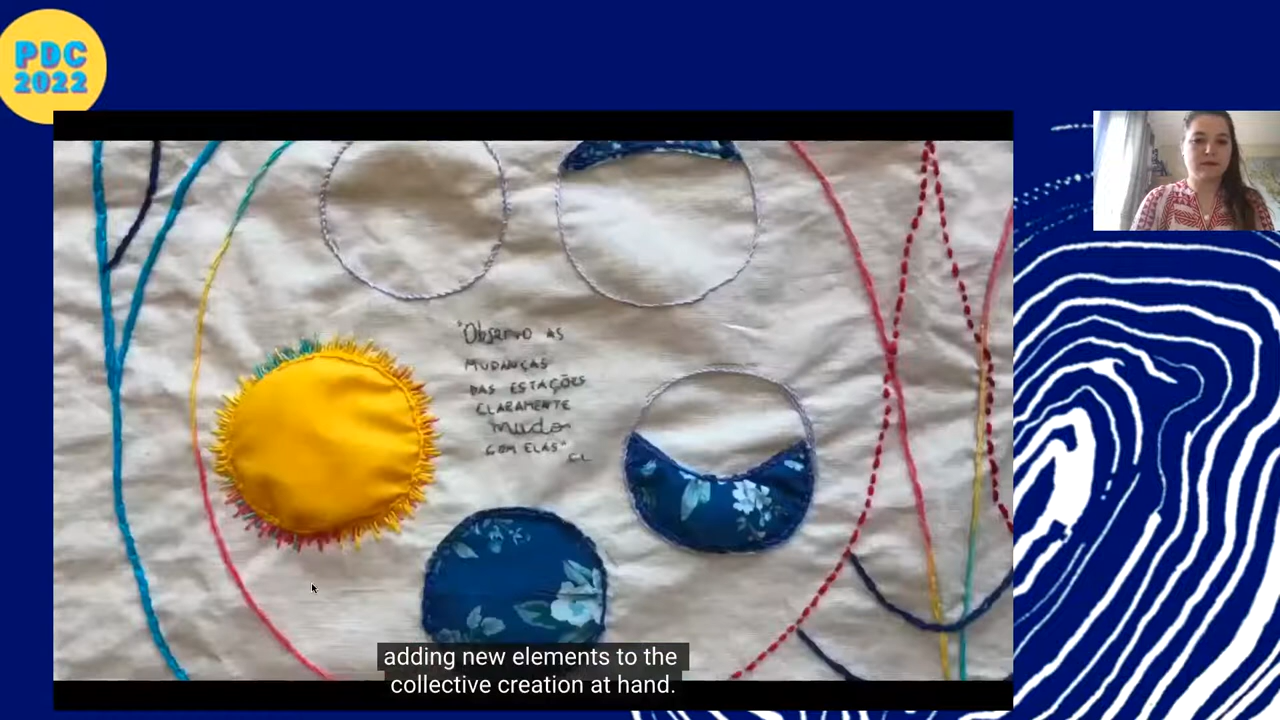 PDC
2022
"Observo AS
MUDANÇAS
DAS ESTAÇÕES
CLARAMENTE
mudo
COM ELAS"
CL
adding new elements to the
collective creation at hand.